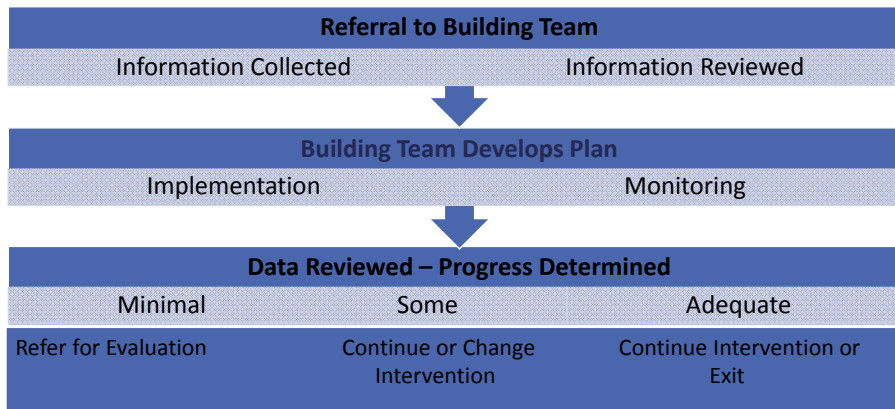 Referral to Building Team
Information Collected
Information Reviewed
Building Team Develops Plan
Implementation
Monitoring
Data Reviewed – Progress Determined
Minimal
Some
Adequate
Refer for Evaluation
Continue or Change
Intervention
Continue Intervention or
Exit